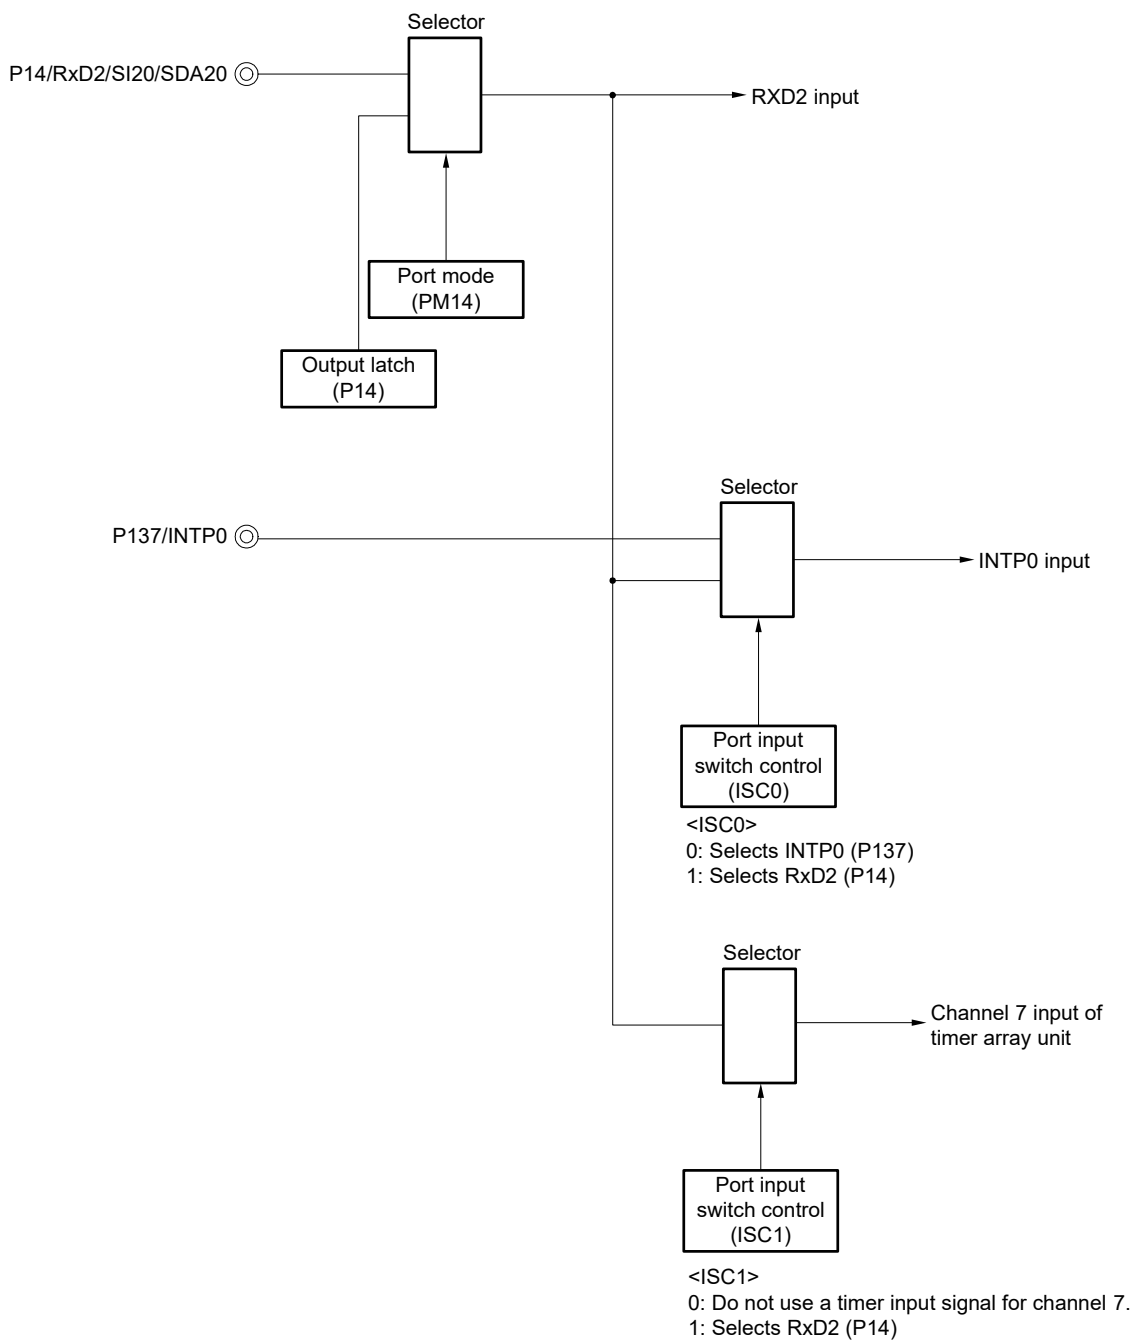 Selector
P14/RxD2/SI20/SDA20
RXD2 input
Port mode
(PM14)
Output latch
(P14)
Selector
P137/INTP0
INTP0 input
Port input
switch control
(ISC0)
<ISC0>
0: Selects INTP0 (P137)
1: Selects RxD2 (P14)
Selector
Channel 7 input of
timer array unit
Port input
switch control
(ISC1)
<ISC1>
0: Do not use a timer input signal for channel 7.
1: Selects RxD2 (P14)